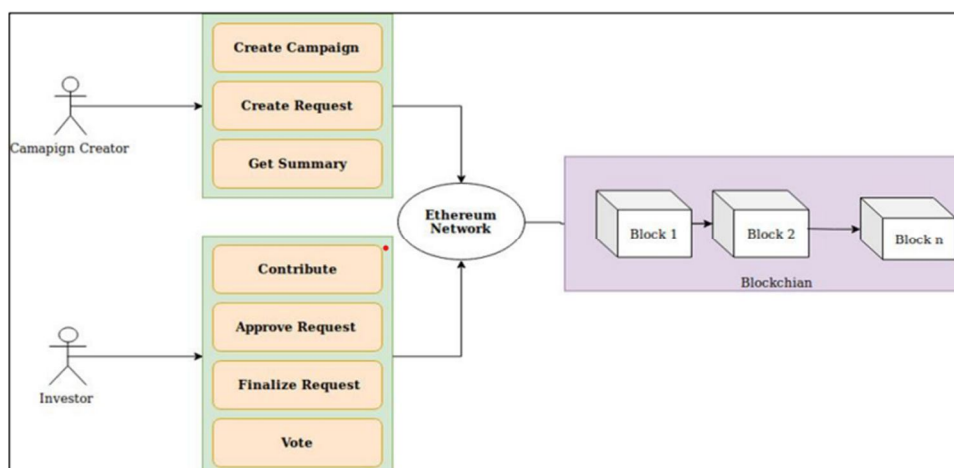 Create Campaign
Create Request
Get Summary
Camapign Creator
Ethereum
Network
Block 1
Block 2
Block n
Blockchian
Contribute
Approve Request
Finalize Request
Vote
Investor